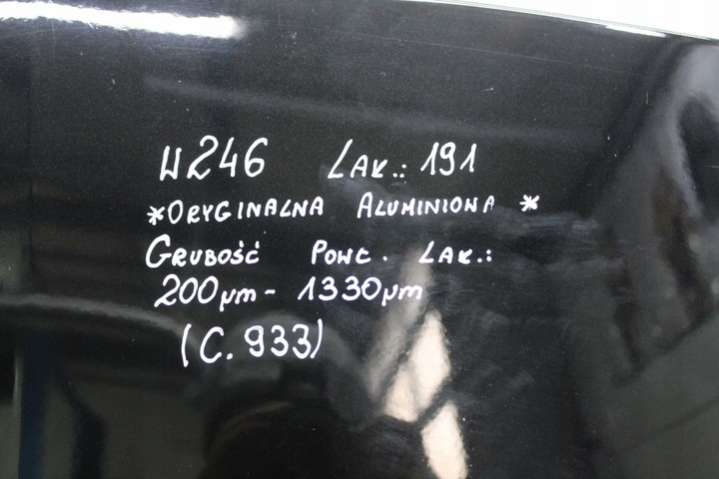 W246 LAK.: 191
*ORYGINALNA ALUMINIOWA *
GRUBOŚĆ POWŁ. LAK.:
200µm - 1330µm
(C. 933)